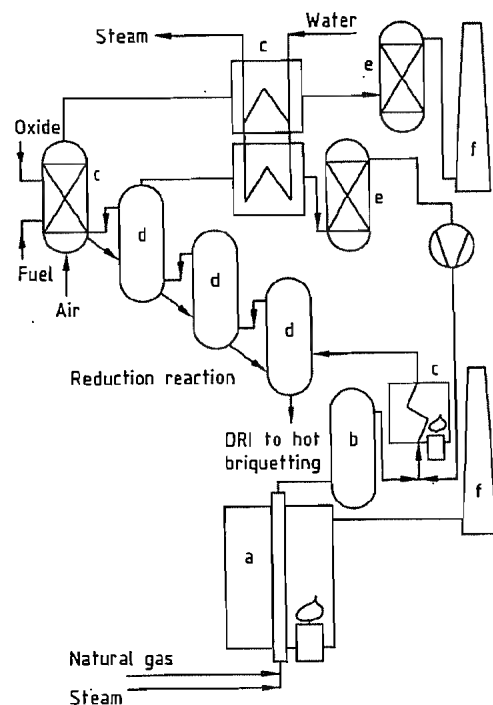 Water
Steam
c
e
f
Oxide
c
e
d
d
d
Fuel
Air
Reduction reaction
c
DRI to hot
briquetting
b
f
a
Natural gas
Steam